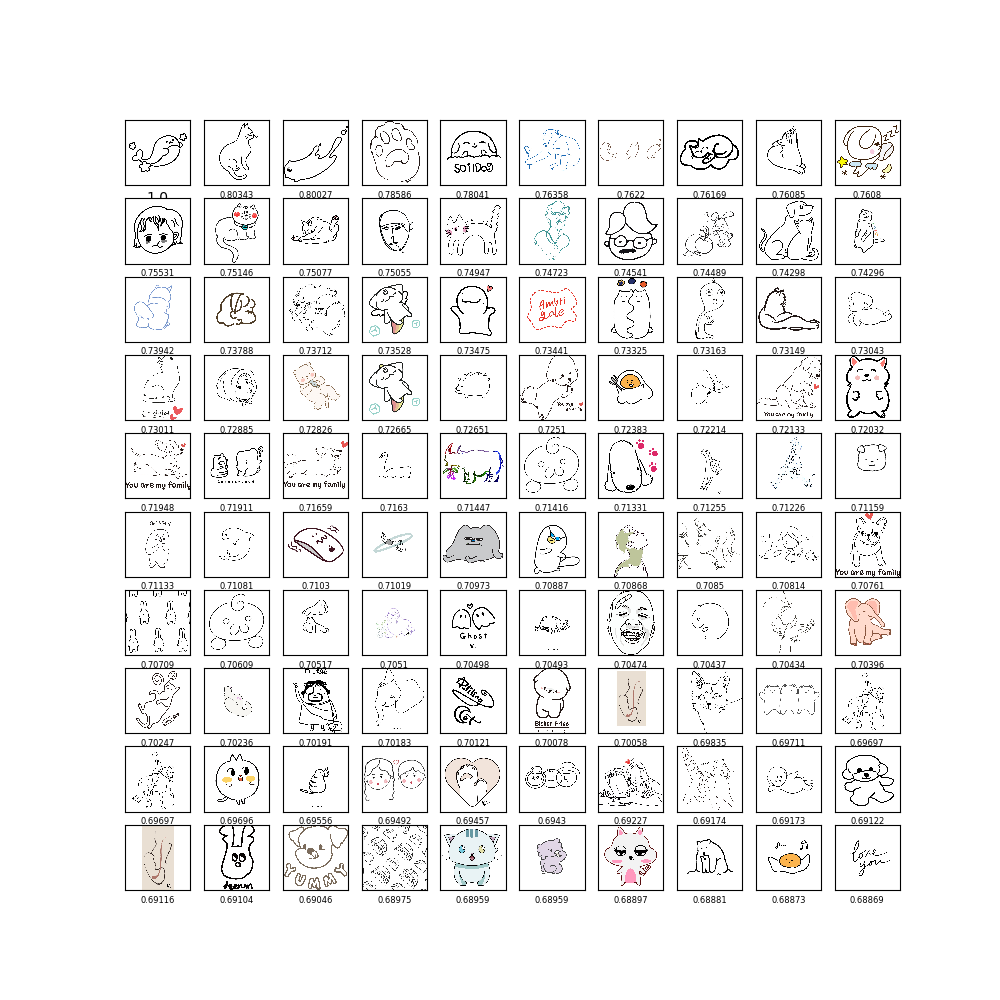 1.0 0.80343 0.80027 0.78586 0.78041 0.76358 0.7622 0.76169 0.76085 0.7608
SOIIDOG
zzz
0.75531 0.75146 0.75077 0.75055 0.74947 0.74723 0.74541 0.74489 0.74298 0.74296
0.73942 0.73788 0.73712 0.73528 0.73475 0.73441 0.73325 0.73163 0.73149 0.73043
0.73011 0.72885 0.72826 0.72665 0.72651 0.7251 0.72383 0.72214 0.72133 0.72032
You are my family
You are my family
You are my family
0.71948 0.71911 0.71659 0.7163 0.71447 0.71416 0.71331 0.71255 0.71226 0.71159
You are my family
0.71133 0.71081 0.7103 0.71019 0.70973 0.70887 0.70868 0.7085 0.70814 0.70761
Ghost
0.70709 0.70609 0.70517 0.7051 0.70498 0.70493 0.70474 0.70437 0.70434 0.70396
Bisher Frise
0.70247 0.70236 0.70191 0.70183 0.70121 0.70078 0.70058 0.69835 0.69711 0.69697
0.69697 0.69696 0.69556 0.69492 0.69457 0.6943 0.69227 0.69174 0.69173 0.69122
YUMMY
love
you
0.69116 0.69104 0.69046 0.68975 0.68959 0.68959 0.68897 0.68881 0.68873 0.68869